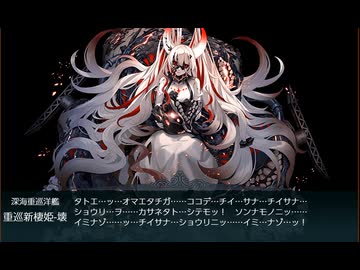 深海重巡洋艦
重巡新棲姫-壊
タトエ…ッ…オマエタチガ……ココデ…チイ…サナ…チイサナ…
ショウリ…ヲ……カサネタト…シテモッ！　ソンナモノニッ……
イミナゾ……ッ…チイサナ…ショウリニッ……イミ…ナゾ…ッ！